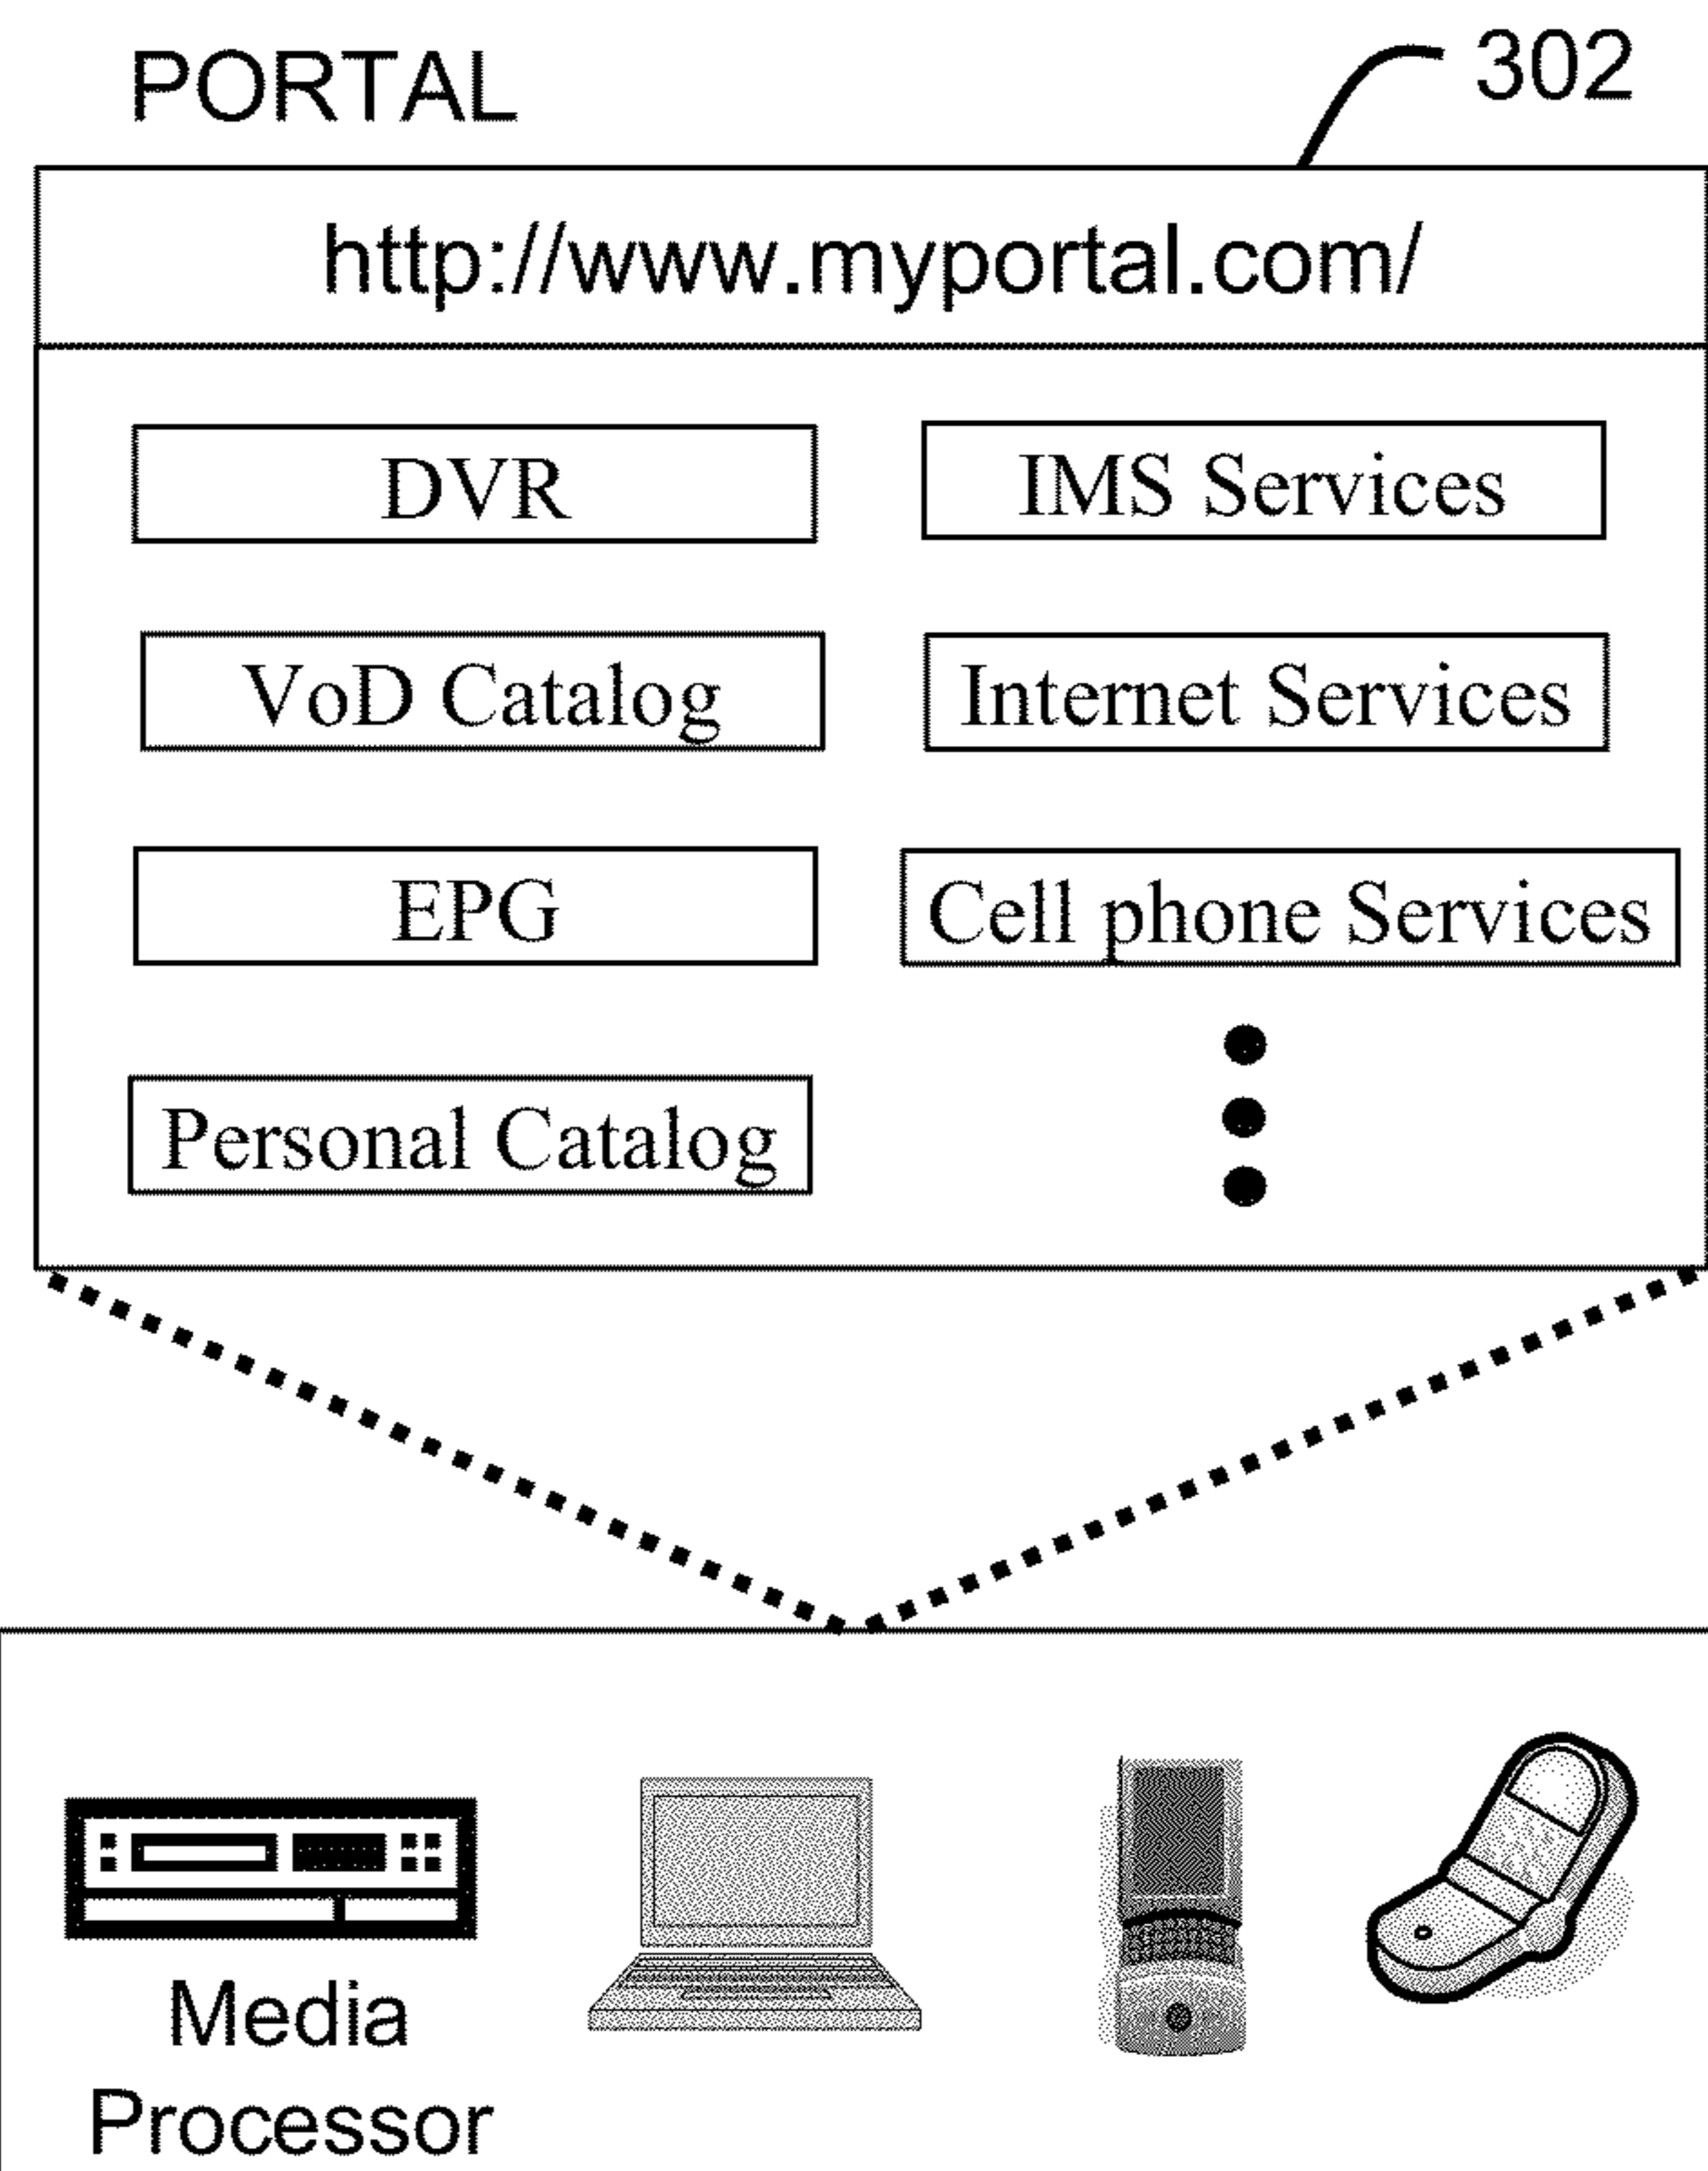 PORTAL
302
http://www.myportal.com/
DVR
IMS Services
VoD Catalog
Internet Services
EPG
Cell phone Services
Personal Catalog
Media
Processor